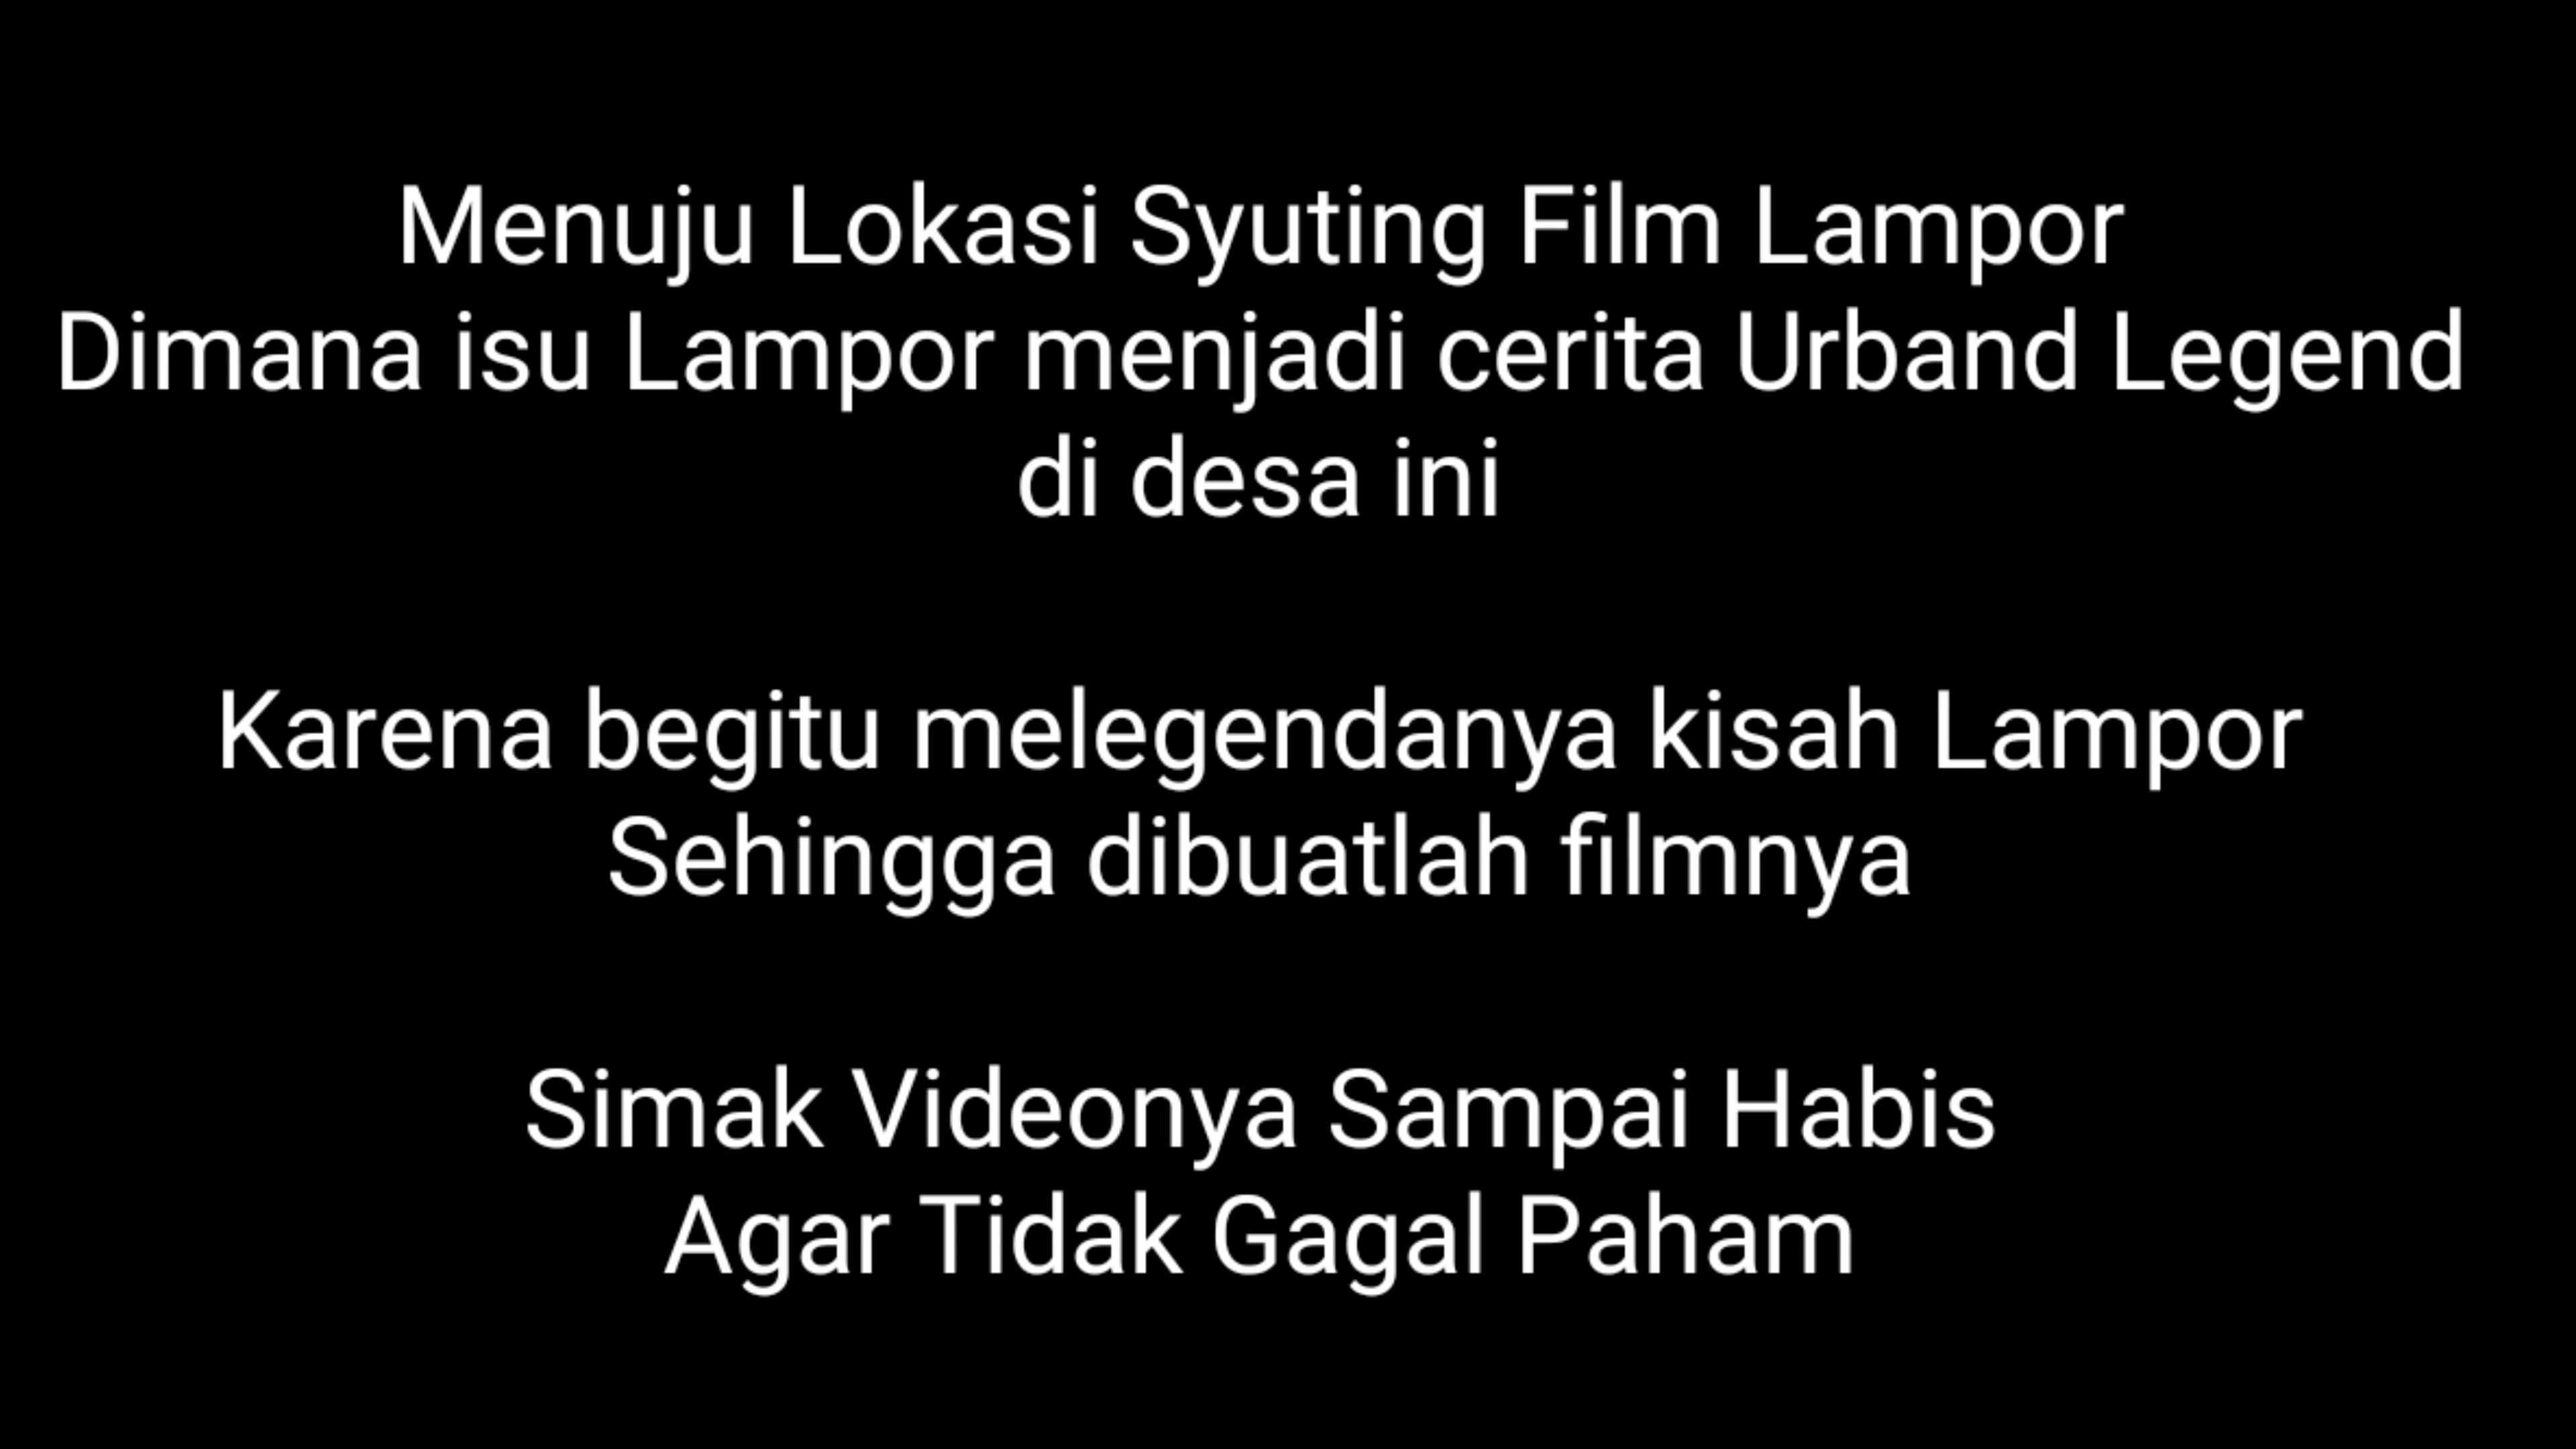 Menuju Lokasi Syuting Film Lampor
Dimana isu Lampor menjadi cerita Urband Legend
di desa ini
Karena begitu melegendanya kisah Lampor
Sehingga dibuatlah filmnya
Simak Videonya Sampai Habis
Agar Tidak Gagal Paham